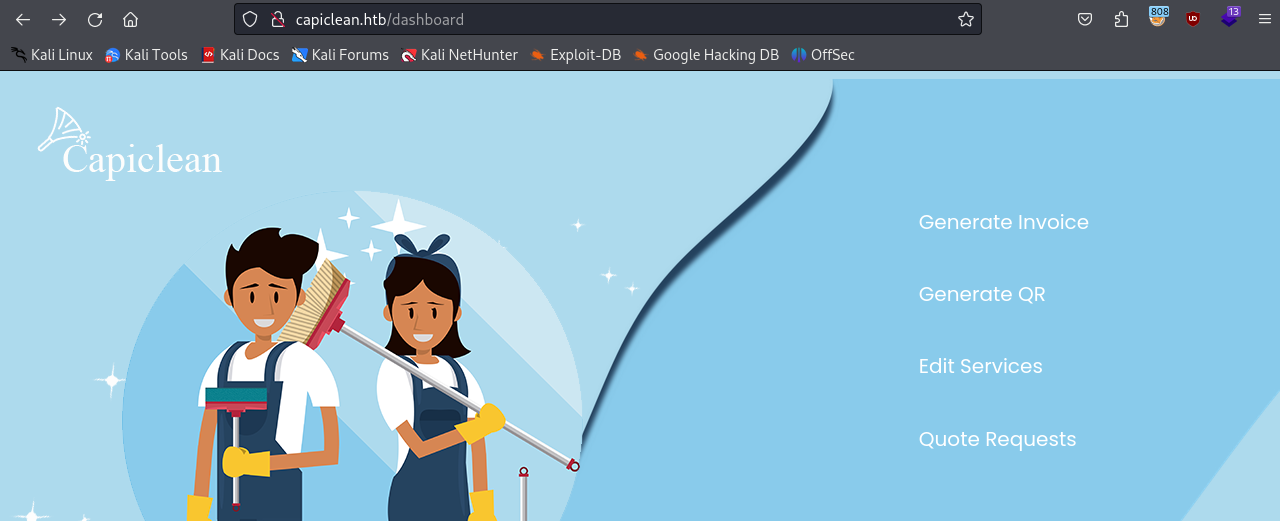 capiclean.htb/dashboard
808
13
Kali Linux Kali Tools Kali Docs Kali Forums Kali NetHunter Exploit-DB Google Hacking DB OffSec
Capiclean
Generate Invoice
Generate QR
Edit Services
Quote Requests